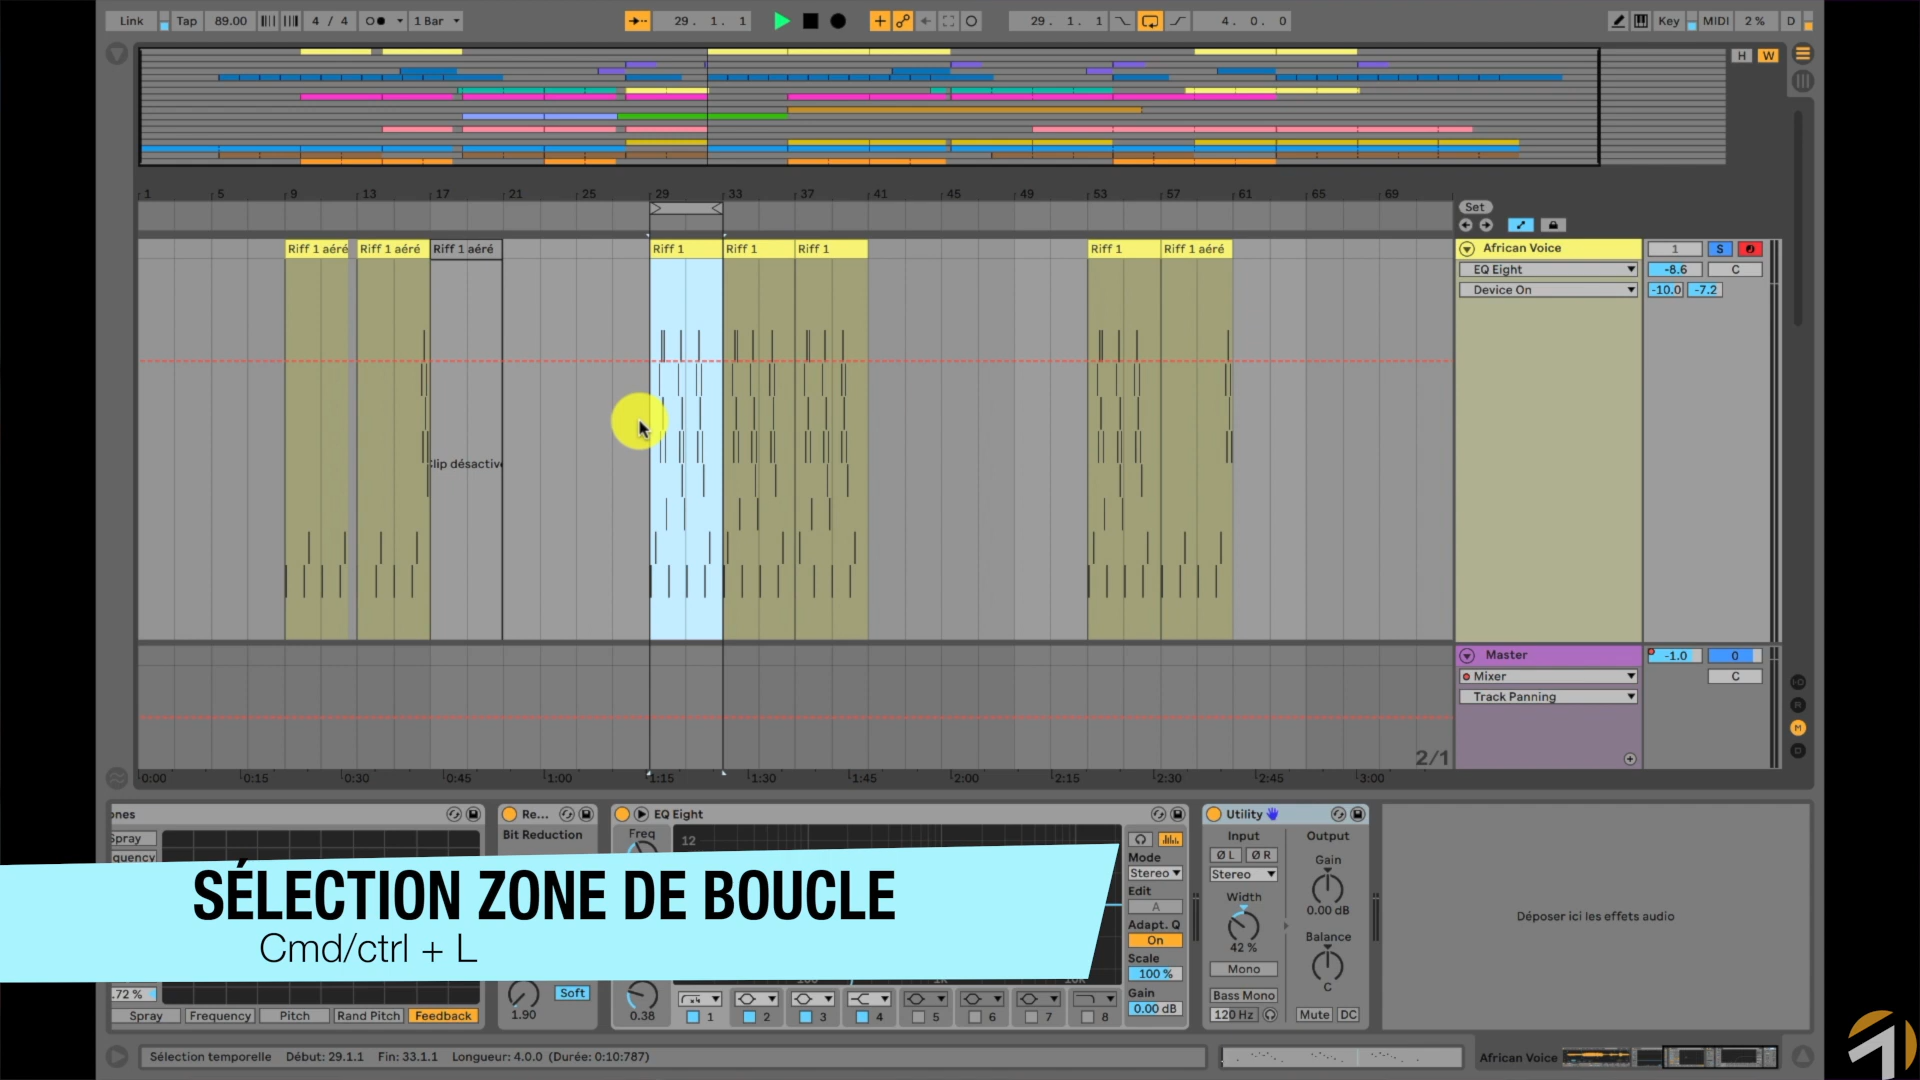 Link Tap 89.00 4 / 4 1 Bar 29. 1. 1 29. 1. 1 4. 0. 0 Key MIDI 2 % D
H W
1 5 9 13 17 21 25 29 33 37 41 45 49 53 57 61 65 69
Set
Riff 1 aéré Riff 1 aéré Riff 1 aéré Riff 1 Riff 1 Riff 1 Riff 1 Riff 1 aéré African Voice 1 S
EQ Eight -8.6 C
Device On -10.0 -7.2
lip désactiv
Master -1.0 0
Mixer C
Track Panning
2/1
0:00 0:15 0:30 0:45 1:00 1:15 1:30 1:45 2:00 2:15 2:30 2:45 3:00
R
M
D
ones Re... EQ Eight Utility
Spray Bit Reduction Freq 12 Input Output
quency Mode
Stereo
Edit
A
Adapt. Q
On
Scale
100 %
Gain
0.00 dB
Ø L Ø R
Stereo
Width
42 %
Mono
Bass Mono
120 Hz
Gain
0.00 dB
Balance
C
Mute DC
Déposer ici les effets audio
SÉLECTION ZONE DE BOUCLE
Cmd/ctrl + L
.72 % Soft
1.90 0.38 1 2 3 4 5 6 7 8
Spray Frequency Pitch Rand Pitch Feedback
Sélection temporelle Début: 29.1.1 Fin: 33.1.1 Longueur: 4.0.0 (Durée: 0:10:787) African Voice